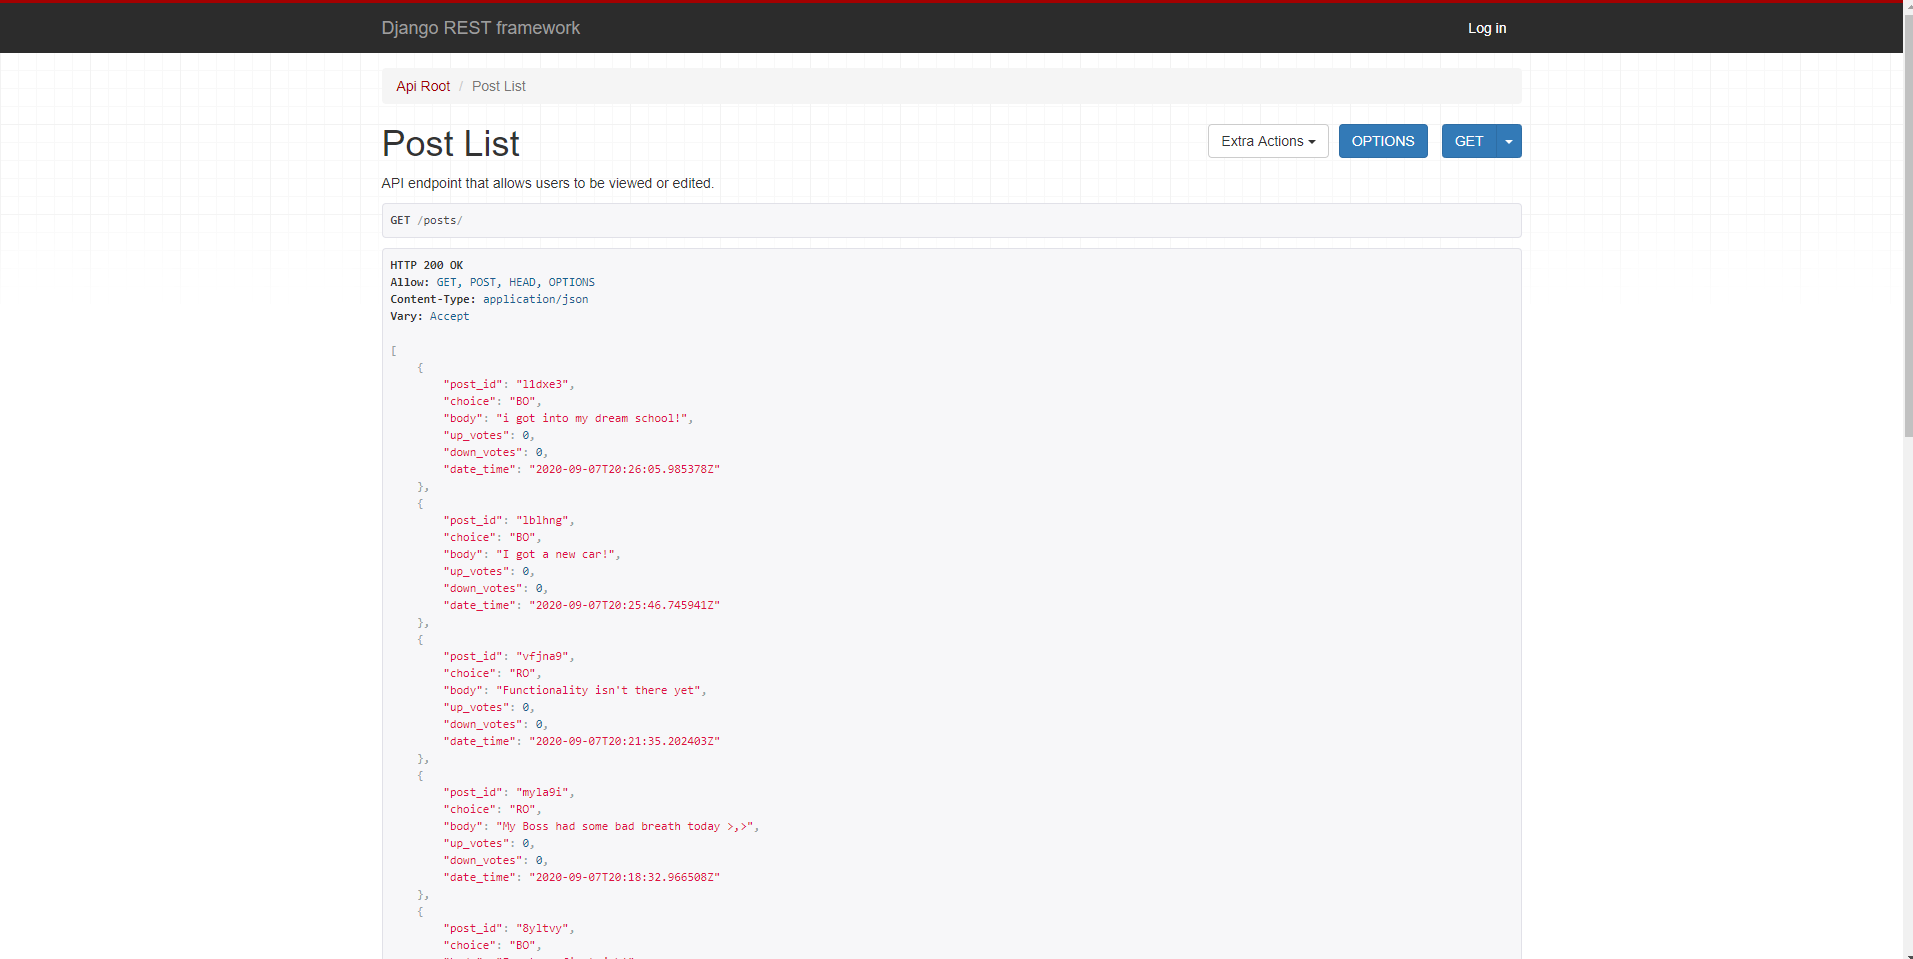 Django REST framework
Log in
Api Root / Post List
Post List
Extra Actions
OPTIONS
GET
API endpoint that allows users to be viewed or edited.
GET /posts/
HTTP 200 OK
Allow: GET, POST, HEAD, OPTIONS
Content-Type: application/json
Vary: Accept
[
{
"post_id": "l1dxe3",
"choice": "BO",
"body": "i got into my dream school!",
"up_votes": 0,
"down_votes": 0,
"date_time": "2020-09-07T20:26:05.985378Z"
},
{
"post_id": "lblhng",
"choice": "BO",
"body": "I got a new car!",
"up_votes": 0,
"down_votes": 0,
"date_time": "2020-09-07T20:25:46.745941Z"
},
{
"post_id": "vfjna9",
"choice": "RO",
"body": "Functionality isn't there yet",
"up_votes": 0,
"down_votes": 0,
"date_time": "2020-09-07T20:21:35.202403Z"
},
{
"post_id": "myla9i",
"choice": "RO",
"body": "My Boss had some bad breath today >,>",
"up_votes": 0,
"down_votes": 0,
"date_time": "2020-09-07T20:18:32.966508Z"
},
{
"post_id": "8yltvy",
"choice": "BO",